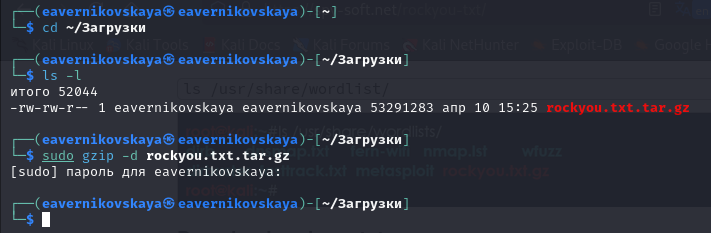 ┌──(eavernikovskaya㉿eavernikovskaya)-[~]
└─$ cd ~/Загрузки
┌──(eavernikovskaya㉿eavernikovskaya)-[~/Загрузки]
└─$ ls -l
итого 52044
-rw-rw-r-- 1 eavernikovskaya eavernikovskaya 53291283 апр 10 15:25 rockyou.txt.tar.gz
┌──(eavernikovskaya㉿eavernikovskaya)-[~/Загрузки]
└─$ sudo gzip -d rockyou.txt.tar.gz
[sudo] пароль для eavernikovskaya:
┌──(eavernikovskaya㉿eavernikovskaya)-[~/Загрузки]
└─$